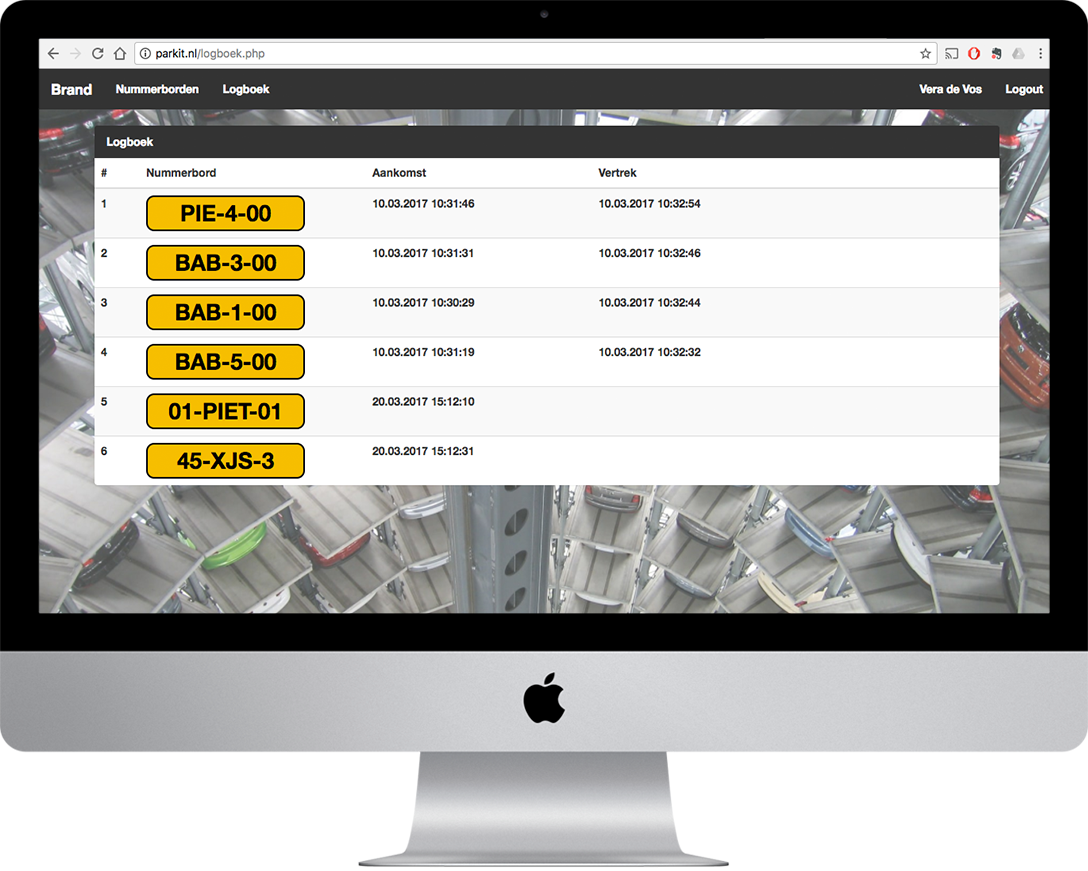 parkit.nl/logboek.php
Brand Nummerborden Logboek Vera de Vos Logout
Logboek
# Nummerbord Aankomst Vertrek
1 PIE-4-00 10.03.2017 10:31:46 10.03.2017 10:32:54
2 BAB-3-00 10.03.2017 10:31:31 10.03.2017 10:32:46
3 BAB-1-00 10.03.2017 10:30:29 10.03.2017 10:32:44
4 BAB-5-00 10.03.2017 10:31:19 10.03.2017 10:32:32
5 01-PIET-01 20.03.2017 15:12:10
6 45-XJS-3 20.03.2017 15:12:31